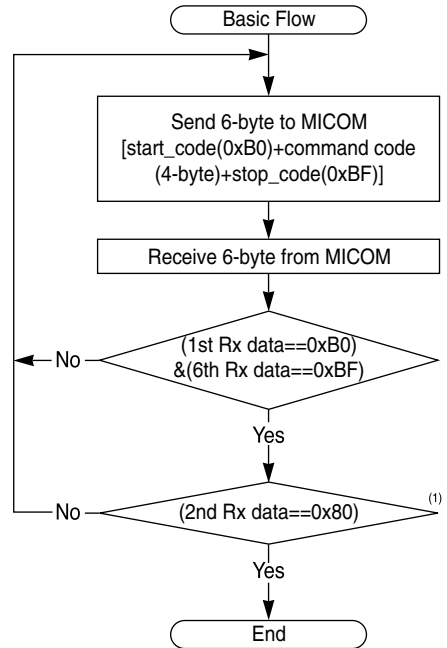 Basic Flow
Send 6-byte to MICOM
[start_code(0xB0)+command code
(4-byte)+stop_code(0xBF)]
Receive 6-byte from MICOM
(1st Rx data==0xB0)
&(6th Rx data==0xBF)
No
Yes
(2nd Rx data==0x80)
(1)
No
Yes
End